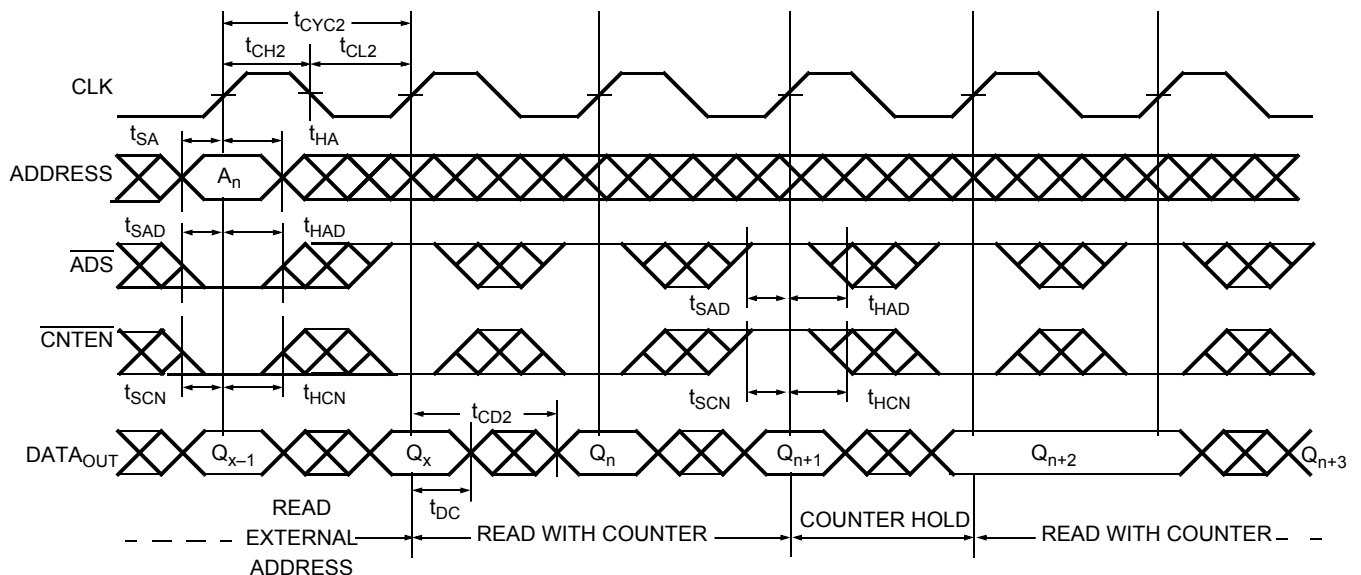 tCYC2
tCH2 tCL2
CLK
tSA tHA
ADDRESS An
tSAD tHAD
ADS
tSAD tHAD
CNTEN
tSCN tHCN tSCN tHCN
tCD2
DATAOUT Qx–1 Qx Qn Qn+1 Qn+2 Qn+3
tDC
READ
EXTERNAL
ADDRESS
READ WITH COUNTER COUNTER HOLD READ WITH COUNTER